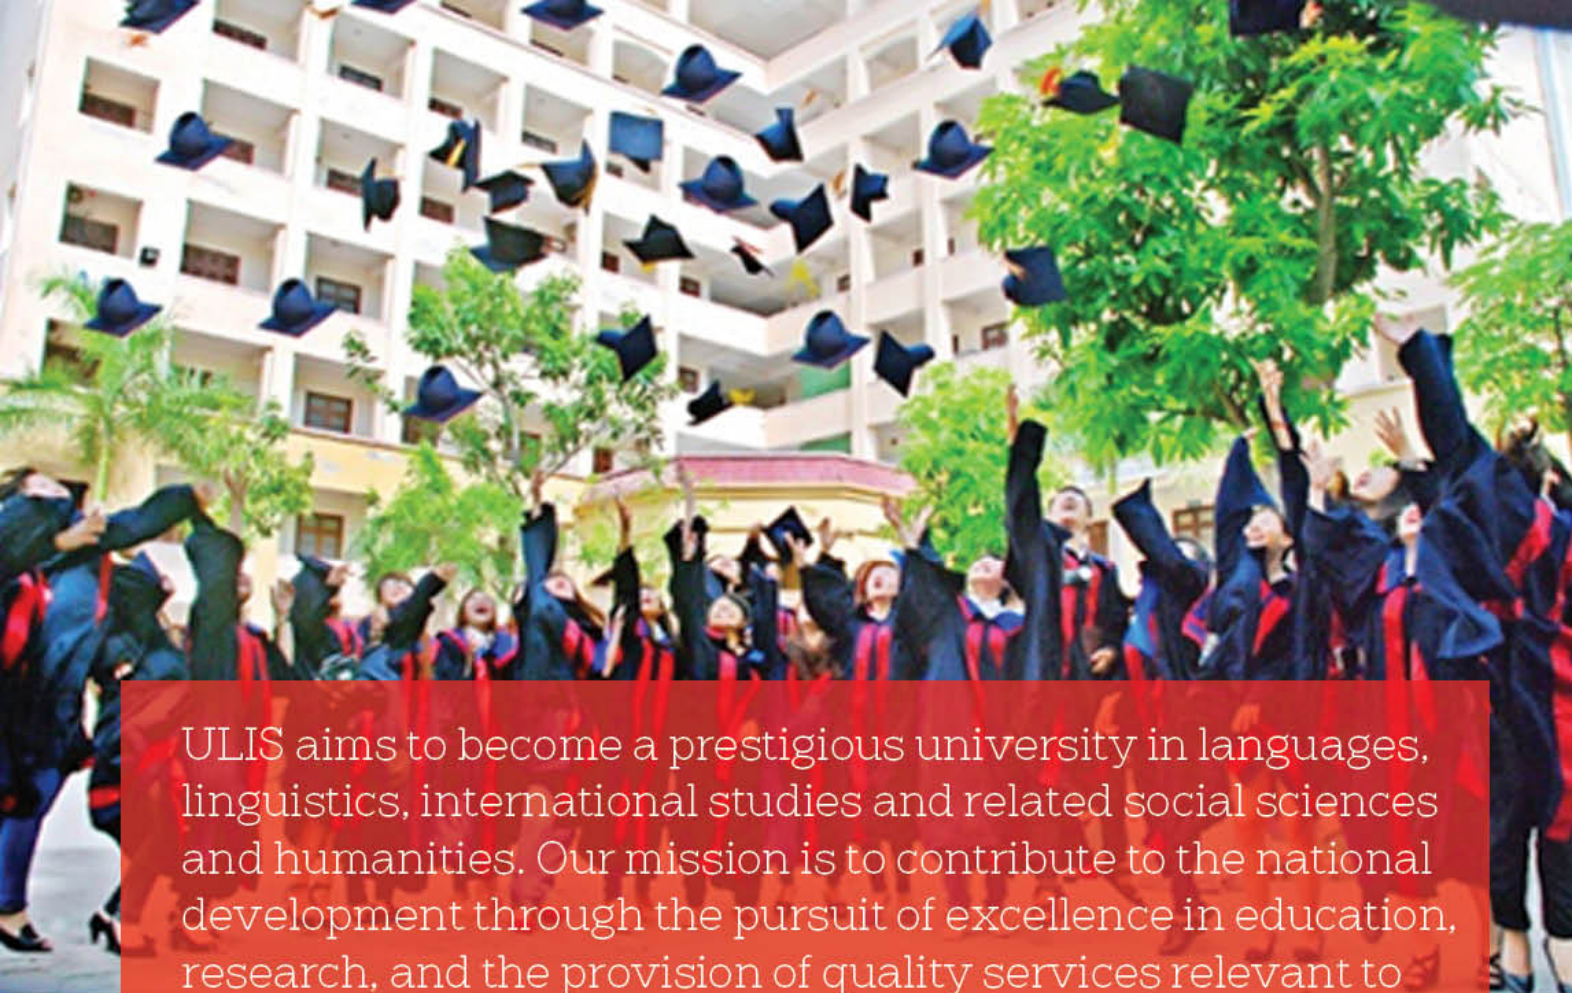 ULIS aims to become a prestigious university in languages,
linguistics, international studies and related social sciences
and humanities. Our mission is to contribute to the national
development through the pursuit of excellence in education,
research, and the provision of quality services relevant to